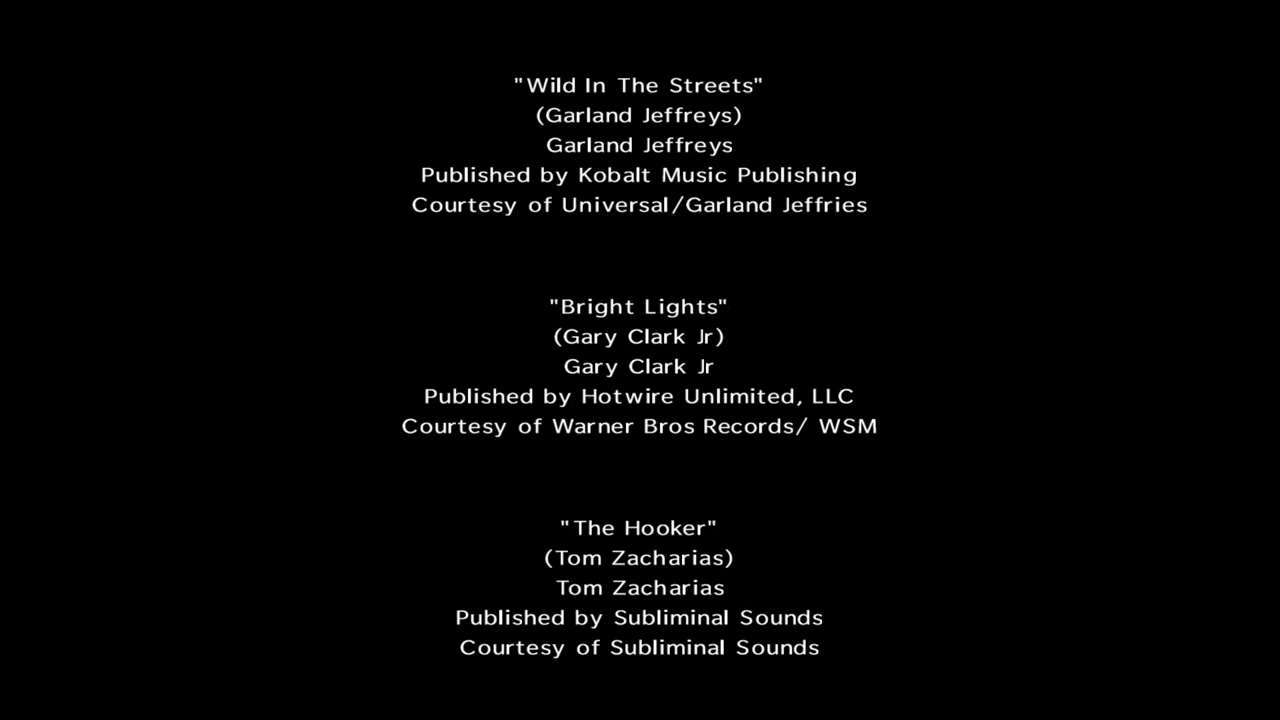 "Wild In The Streets"
(Garland Jeffreys)
Garland Jeffreys
Published by Kobalt Music Publishing
Courtesy of Universal/Garland Jeffries
"Bright Lights"
(Gary Clark Jr)
Gary Clark Jr
Published by Hotwire Unlimited, LLC
Courtesy of Warner Bros Records/ WSM
"The Hooker"
(Tom Zacharias)
Tom Zacharias
Published by Subliminal Sounds
Courtesy of Subliminal Sounds